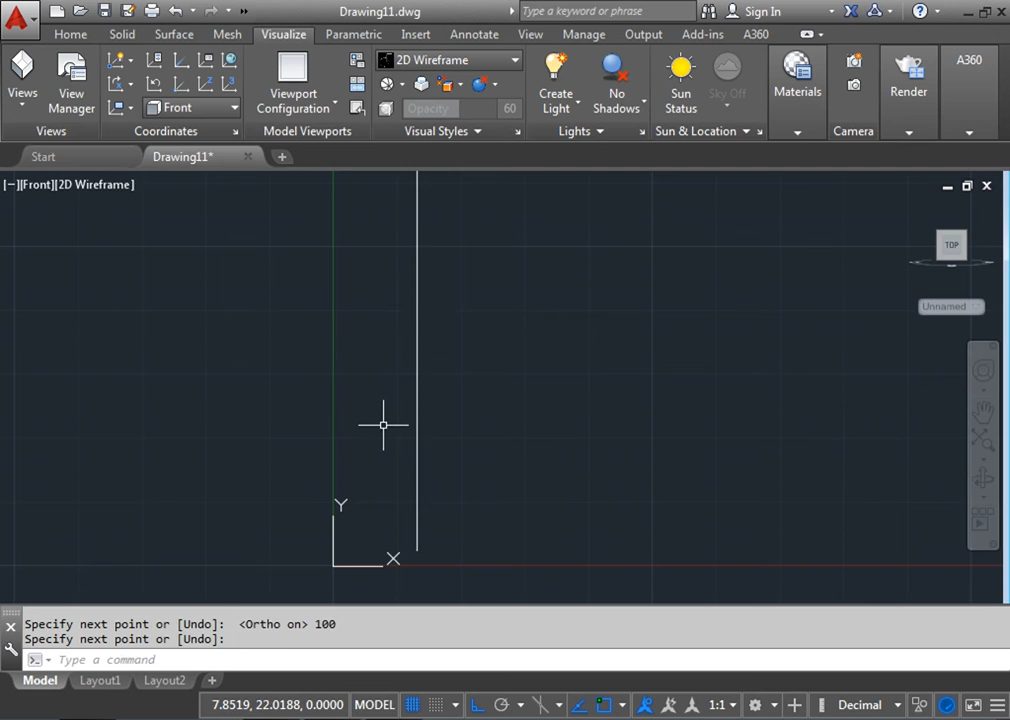 Drawing11.dwg
Type a keyword or phrase
Sign In
Home Solid Surface Mesh Visualize Parametric Insert Annotate View Manage Output Add-ins A360
Views
View Manager
Front
Viewport Configuration
2D Wireframe
Opacity 60
Create Light
No Shadows
Sun Status
Sky Off
Materials
Render
A360
Views Coordinates Model Viewports Visual Styles Lights Sun & Location Camera
Start Drawing11*
[−][Front][2D Wireframe]
TOP
Unnamed
Y
X
Specify next point or [Undo]: <Ortho on> 100
Specify next point or [Undo]:
Type a command
Model Layout1 Layout2
7.8519, 22.0188, 0.0000 MODEL 1:1 Decimal